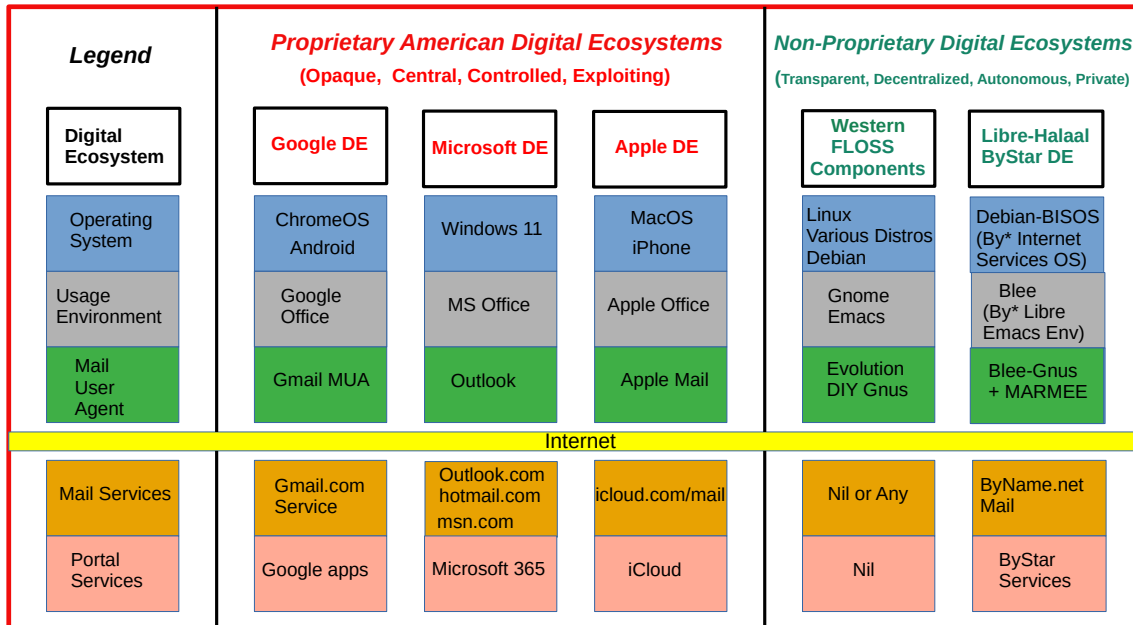 Legend
Proprietary American Digital Ecosystems
(Opaque,  Central, Controlled, Exploiting)
Non-Proprietary Digital Ecosystems
(Transparent, Decentralized, Autonomous, Private)
Digital
Ecosystem
Google DE
Microsoft DE
Apple DE
Western
FLOSS
Components
Libre-Halaal
ByStar DE
Operating
System
ChromeOS
Android
Windows 11
MacOS
iPhone
Linux
Various Distros
Debian
Debian-BISOS
(By* Internet
Services OS)
Usage
Environment
Google
Office
MS Office
Apple Office
Gnome
Emacs
Blee
(By* Libre
Emacs Env)
Mail
User
Agent
Gmail MUA
Outlook
Apple Mail
Evolution
DIY Gnus
Blee-Gnus
+ MARMEE
Internet
Mail Services
Gmail.com
Service
Outlook.com
hotmail.com
msn.com
icloud.com/mail
Nil or Any
ByName.net
Mail
Portal
Services
Google apps
Microsoft 365
iCloud
Nil
ByStar
Services